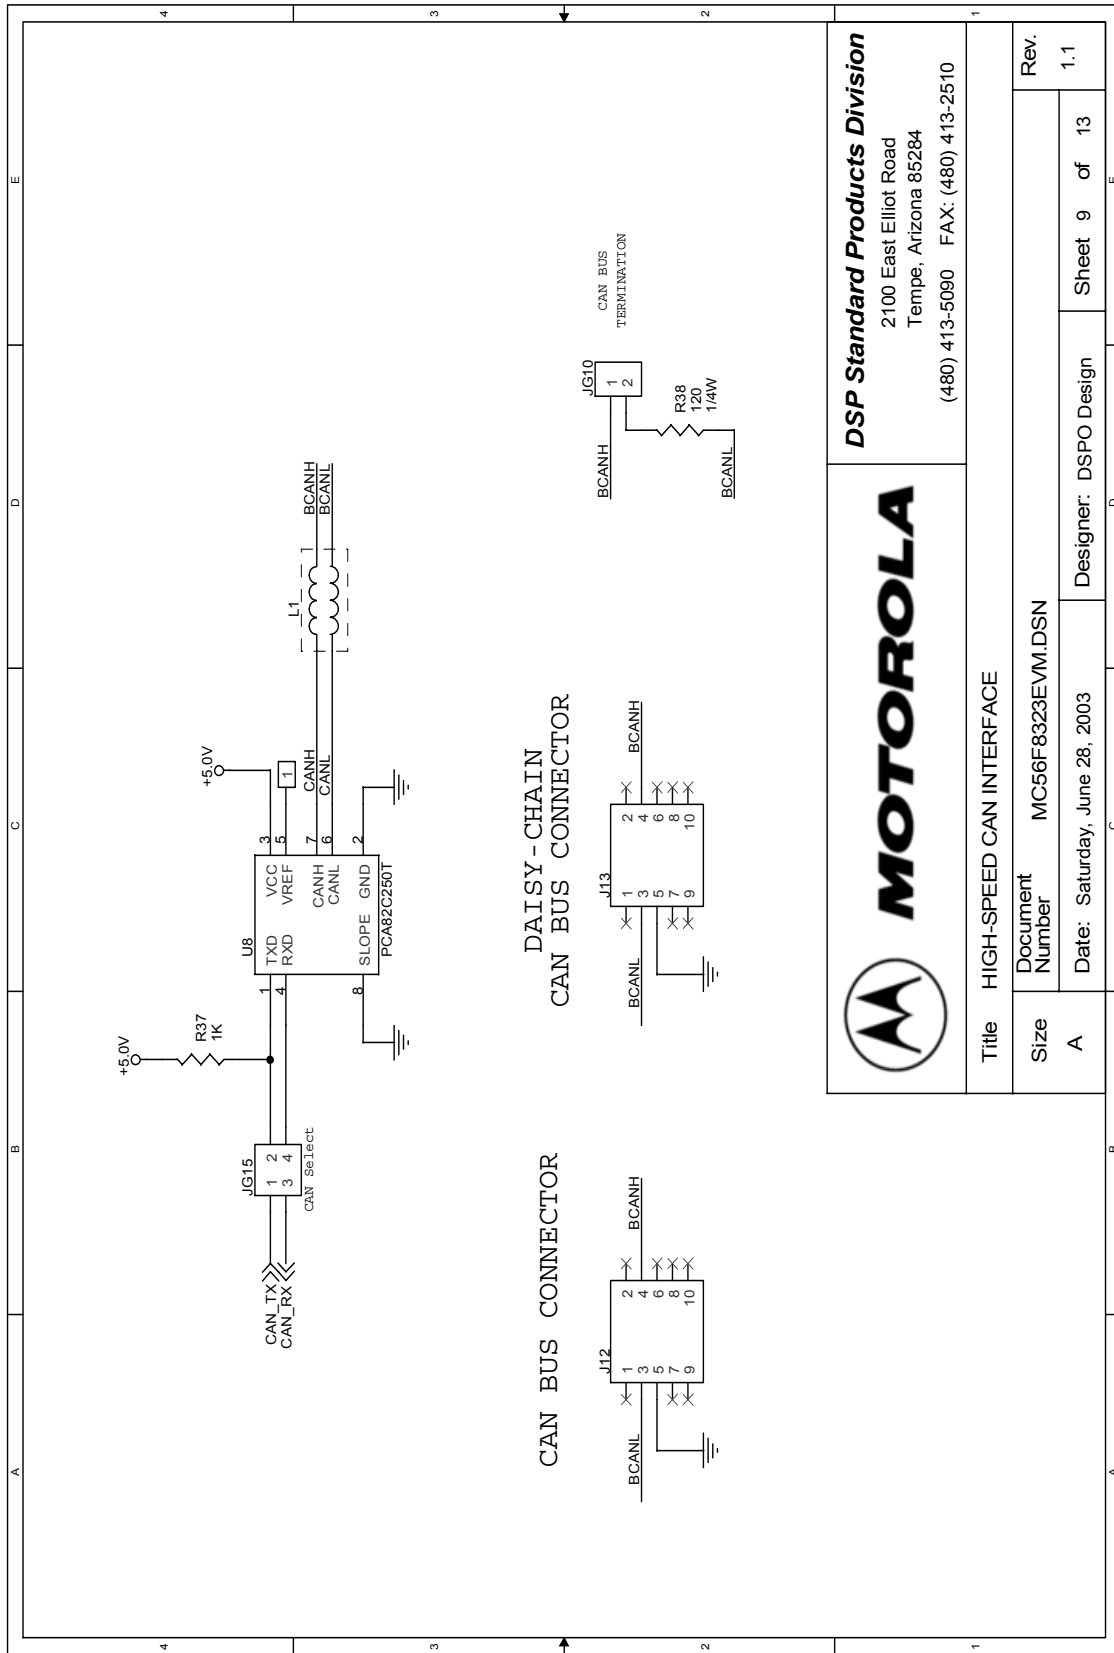 A
B
C
D
E
4
3
2
1
+5.0V
R37
1K
JG15
1 2
3 4
CAN Select
CAN_TX
CAN_RX
U8
1 TXD VCC 3
4 RXD VREF 5
CANH 7
CANL 6
8 SLOPE GND 2
PCA82C250T
+5.0V
1
CANH
CANL
L1
BCANH
BCANL
CAN BUS CONNECTOR
J12
1 2
3 4
5 6
7 8
9 10
BCANL
BCANH
DAISY-CHAIN
CAN BUS CONNECTOR
J13
1 2
3 4
5 6
7 8
9 10
BCANL
BCANH
JG10
1
2
CAN BUS
TERMINATION
BCANH
R38
120
1/4W
BCANL
MOTOROLA
DSP Standard Products Division
2100 East Elliot Road
Tempe, Arizona 85284
(480) 413-5090 FAX: (480) 413-2510
Title HIGH-SPEED CAN INTERFACE
Size
A
Document
Number
MC56F8323EVM.DSN
Rev.
1.1
Date: Saturday, June 28, 2003
Designer: DSPO Design
Sheet 9 of 13
4
3
2
1
A
B
C
D
E